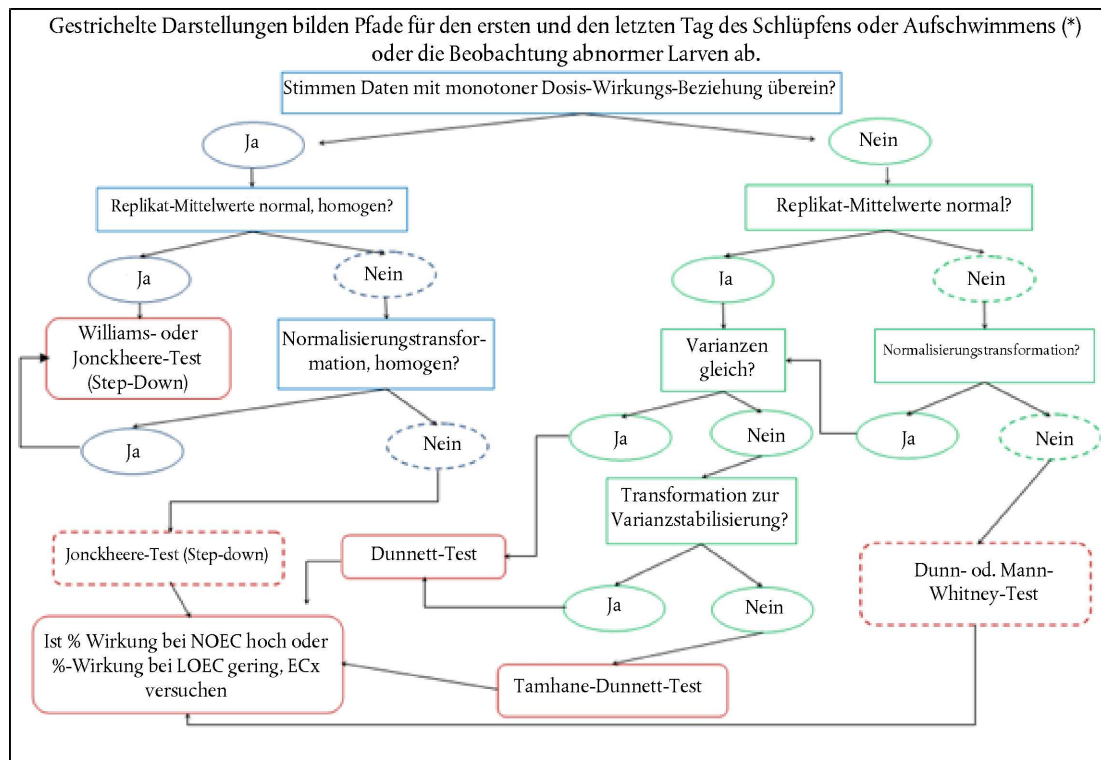 Gestrichelte Darstellungen bilden Pfade für den ersten und den letzten Tag des Schlüpfens oder Aufschwimmens (*)
oder die Beobachtung abnormer Larven ab.
Stimmen Daten mit monotoner Dosis-Wirkungs-Beziehung überein?
Ja
Nein
Replikat-Mittelwerte normal, homogen?
Replikat-Mittelwerte normal?
Ja
Nein
Ja
Nein
Williams- oder
Jonckheere-Test
(Step-Down)
Normalisierungstransfor-
mation, homogen?
Varianzen
gleich?
Normalisierungstransformation?
Ja
Nein
Ja
Nein
Ja
Nein
Transformation zur
Varianzstabilisierung?
Jonckheere-Test (Step-down)
Dunnett-Test
Dunn- od. Mann-
Whitney-Test
Ja
Nein
Ist % Wirkung bei NOEC hoch oder
%-Wirkung bei LOEC gering, ECx
versuchen
Tamhane-Dunnett-Test